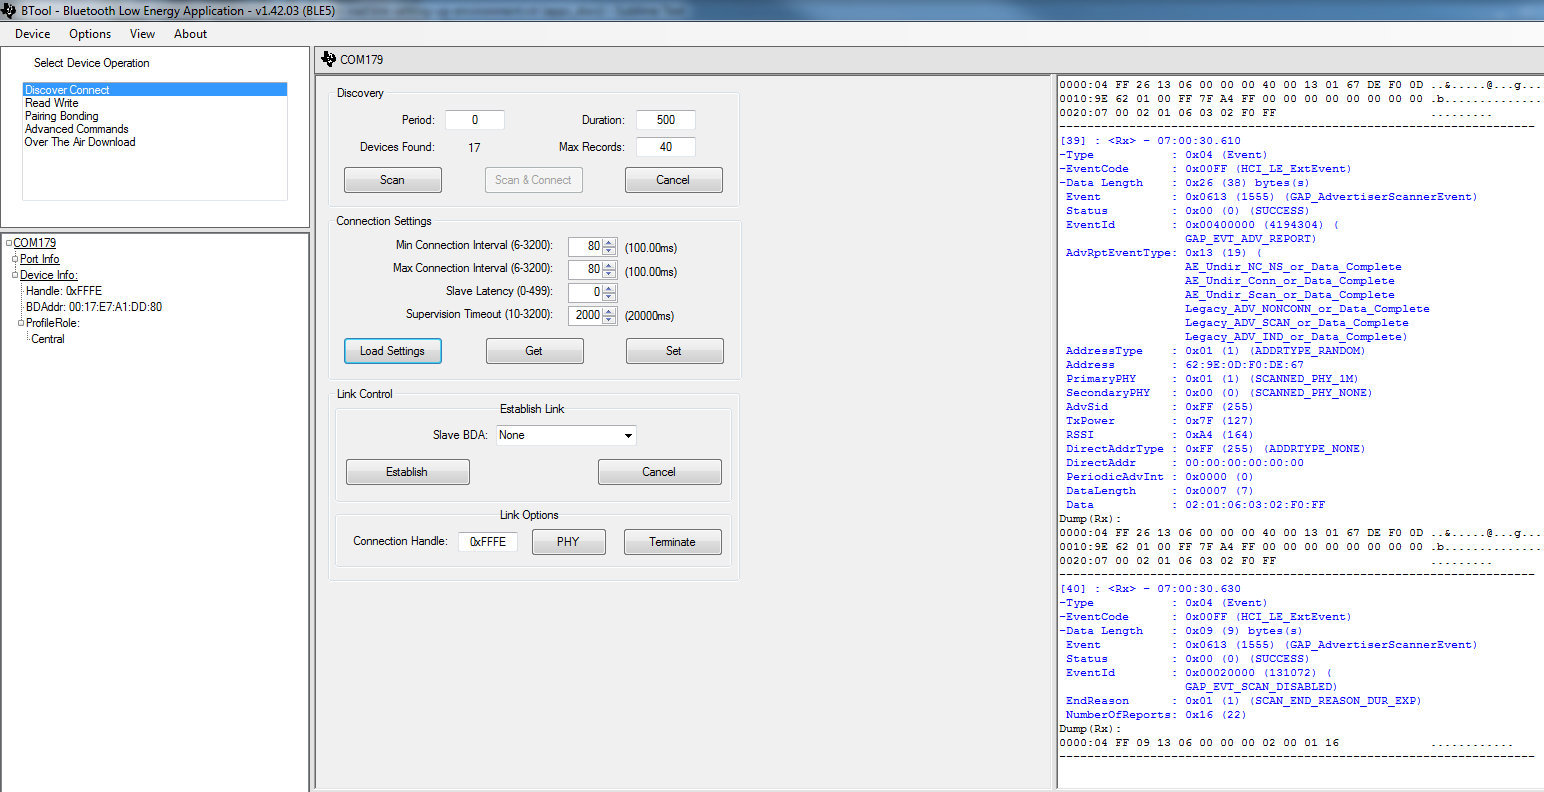 BTool - Bluetooth Low Energy Application - v1.42.03 (BLE5)
Device Options View About
Select Device Operation
Discover Connect
Read Write
Pairing Bonding
Advanced Commands
Over The Air Download
COM179
Port Info
Device Info:
Handle: 0xFFFE
BDAddr: 00:17:E7:A1:DD:80
ProfileRole:
Central
COM179
Discovery
Period: 0 Duration: 500
Devices Found: 17 Max Records: 40
Scan Scan & Connect Cancel
Connection Settings
Min Connection Interval (6-3200): 80 (100.00ms)
Max Connection Interval (6-3200): 80 (100.00ms)
Slave Latency (0-499): 0
Supervision Timeout (10-3200): 2000 (20000ms)
Load Settings Get Set
Link Control
Establish Link
Slave BDA: None
Establish Cancel
Link Options
Connection Handle: 0xFFFE PHY Terminate
0000:04 FF 26 13 06 00 00 00 40 00 13 01 67 DE F0 0D ..&.....@...g...
0010:9E 62 01 00 FF 7F A4 FF 00 00 00 00 00 00 00 00 .b..............
0020:07 00 02 01 06 03 02 F0 FF .........
--------------------------------------------------------------------------------
[39] : <Rx> - 07:00:30.610
-Type : 0x04 (Event)
-EventCode : 0x00FF (HCI_LE_ExtEvent)
-Data Length : 0x26 (38) bytes(s)
Event : 0x0613 (1555) (GAP_AdvertiserScannerEvent)
Status : 0x00 (0) (SUCCESS)
EventId : 0x00400000 (4194304) (
GAP_EVT_ADV_REPORT)
AdvRptEventType: 0x13 (19) (
AE_Undir_NC_NS_or_Data_Complete
AE_Undir_Conn_or_Data_Complete
AE_Undir_Scan_or_Data_Complete
Legacy_ADV_NONCONN_or_Data_Complete
Legacy_ADV_SCAN_or_Data_Complete
Legacy_ADV_IND_or_Data_Complete)
AddressType : 0x01 (1) (ADDRTYPE_RANDOM)
Address : 62:9E:0D:F0:DE:67
PrimaryPHY : 0x01 (1) (SCANNED_PHY_1M)
SecondaryPHY : 0x00 (0) (SCANNED_PHY_NONE)
AdvSid : 0xFF (255)
TxPower : 0x7F (127)
RSSI : 0xA4 (164)
DirectAddrType : 0xFF (255) (ADDRTYPE_NONE)
DirectAddr : 00:00:00:00:00:00
PeriodicAdvInt : 0x0000 (0)
DataLength : 0x0007 (7)
Data : 02:01:06:03:02:F0:FF
Dump(Rx):
0000:04 FF 26 13 06 00 00 00 40 00 13 01 67 DE F0 0D ..&.....@...g...
0010:9E 62 01 00 FF 7F A4 FF 00 00 00 00 00 00 00 00 .b..............
0020:07 00 02 01 06 03 02 F0 FF .........
--------------------------------------------------------------------------------
[40] : <Rx> - 07:00:30.630
-Type : 0x04 (Event)
-EventCode : 0x00FF (HCI_LE_ExtEvent)
-Data Length : 0x09 (9) bytes(s)
Event : 0x0613 (1555) (GAP_AdvertiserScannerEvent)
Status : 0x00 (0) (SUCCESS)
EventId : 0x00020000 (131072) (
GAP_EVT_SCAN_DISABLED)
EndReason : 0x01 (1) (SCAN_END_REASON_DUR_EXP)
NumberOfReports: 0x16 (22)
Dump(Rx):
0000:04 FF 09 13 06 00 00 00 02 00 01 16 ............
--------------------------------------------------------------------------------